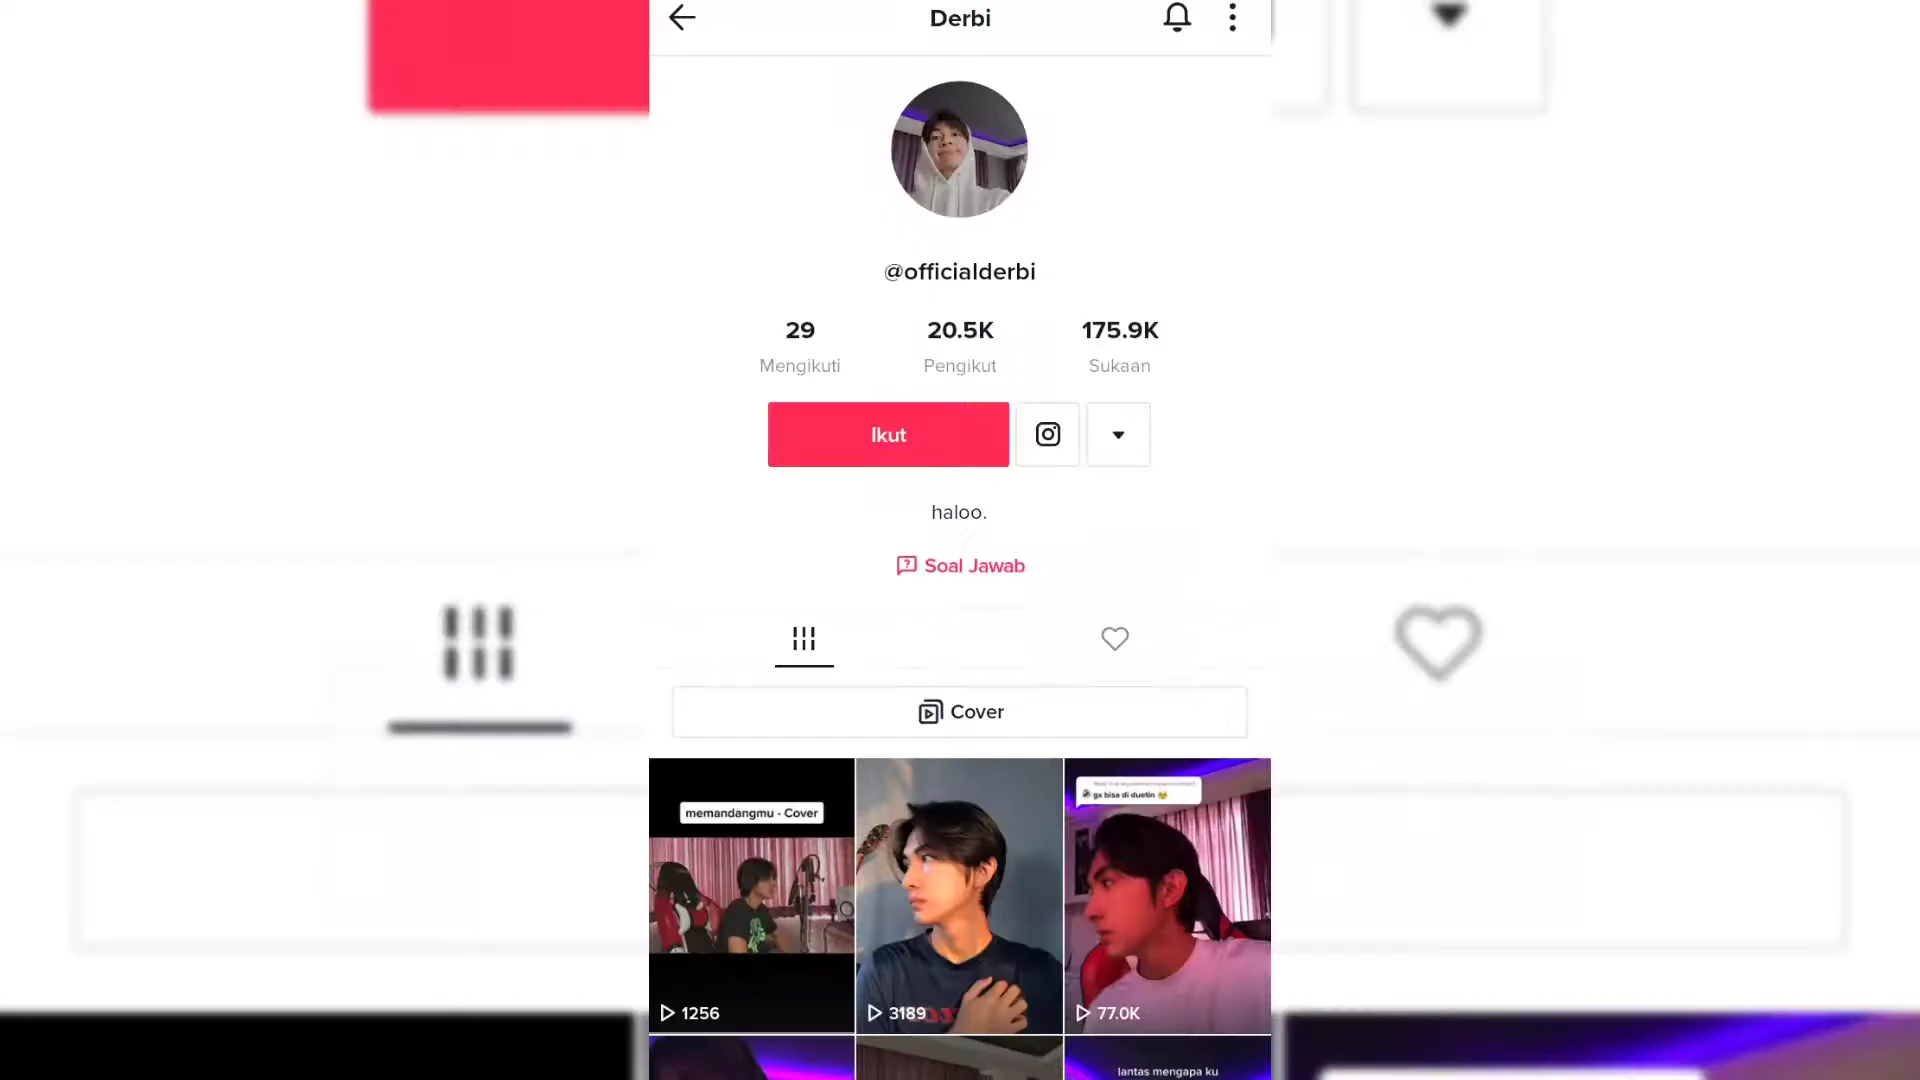 Derbi
@officialderbi
29 20.5K 175.9K
Mengikuti Pengikut Sukaan
Ikut
haloo.
Soal Jawab
Cover
memandangmu - Cover
gx bisa di duetin 🥺
1256 3189 77.0K
lantas mengapa ku